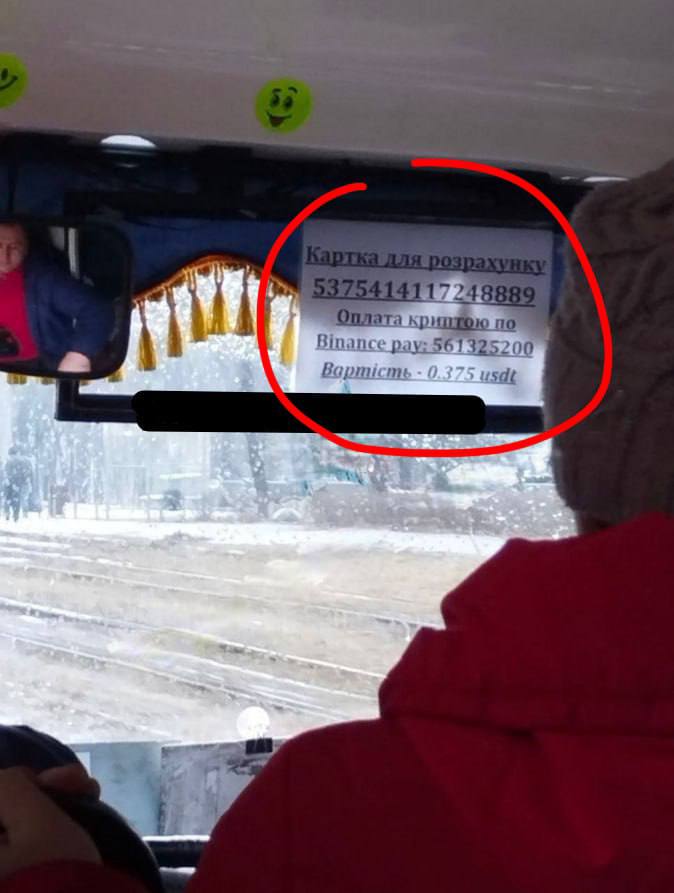 Картка для розрахунку
5375414117248889
Оплата криптою по
Binance pay: 561325200
Вартість - 0.375 usdt